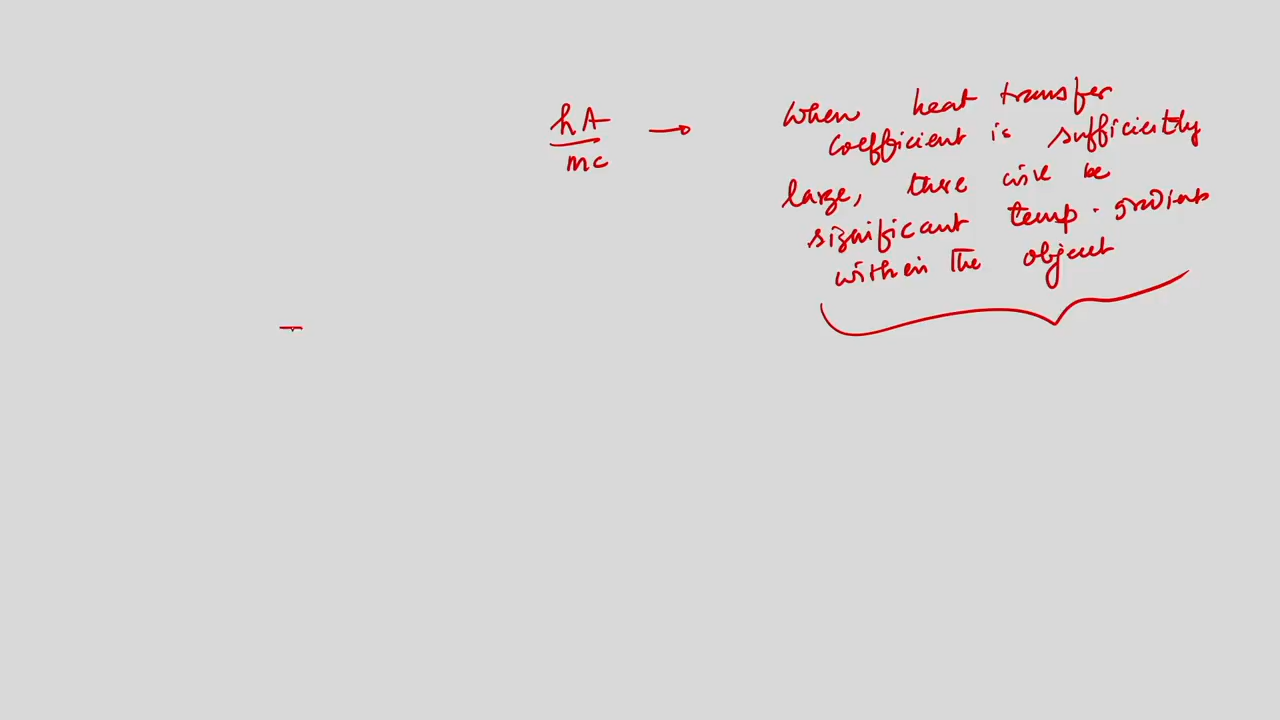 hA
mc
→
When heat transfer
coefficient is sufficiently
large, there will be
significant temp. gradients
within the object